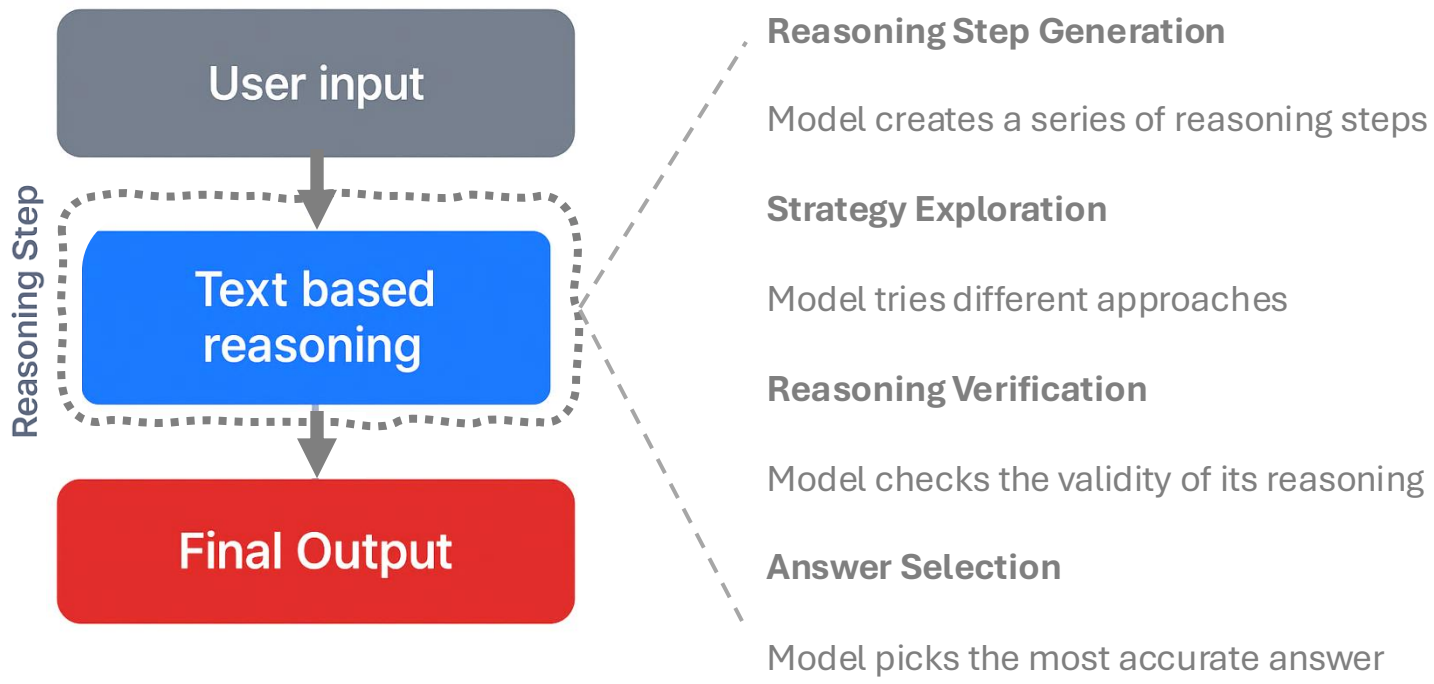 User input
Reasoning Step
Text based
reasoning
Final Output
Reasoning Step Generation
Model creates a series of reasoning steps
Strategy Exploration
Model tries different approaches
Reasoning Verification
Model checks the validity of its reasoning
Answer Selection
Model picks the most accurate answer